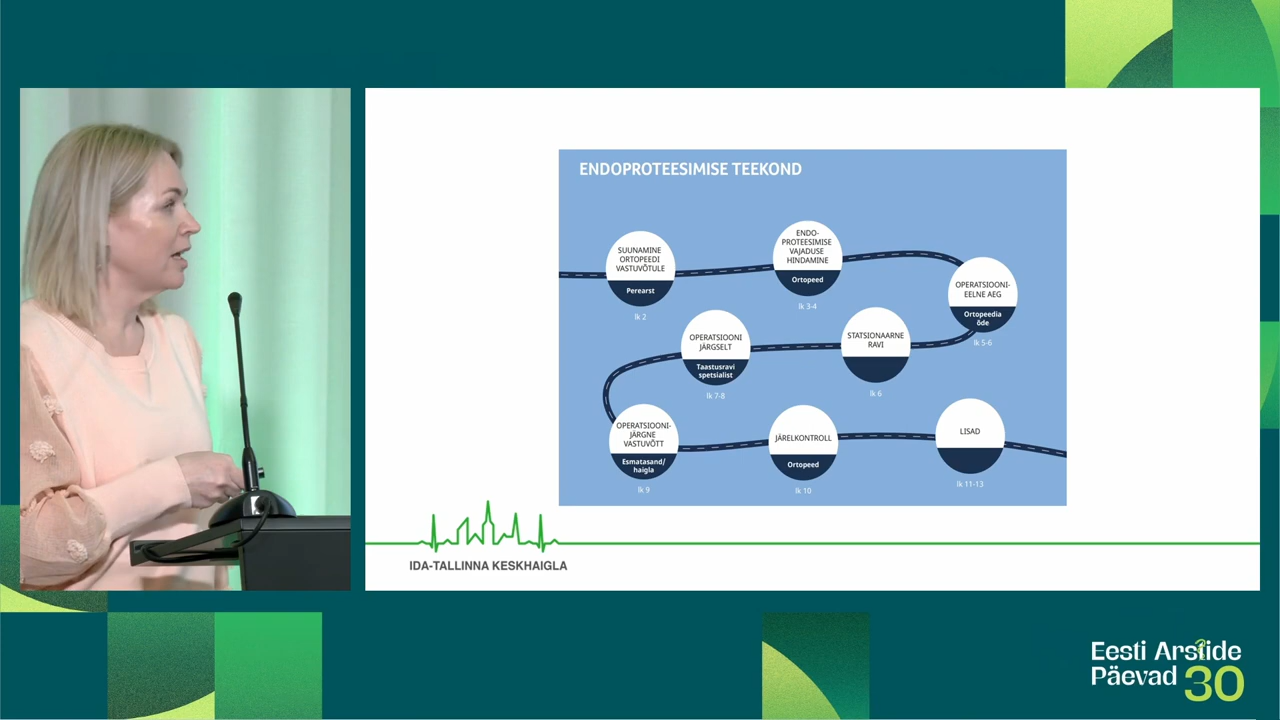 ENDOPROTEESIMISE TEEKOND
SUUNAMINE
ORTOPEEDI
VASTUVÕTULE
Perearst
lk 2
ENDO-
PROTEESIMISE
VAJADUSE
HINDAMINE
Ortopeed
lk 3-4
OPERATSIOONI-
EELNE AEG
Ortopeedia
õde
lk 5-6
STATSIONAARNE
RAVI
lk 6
OPERATSIOONI
JÄRGSELT
Taastusravi
spetsialist
lk 7-8
OPERATSIOONI-
JÄRGNE
VASTUVÕTT
Esmatasand/
haigla
lk 9
JÄRELKONTROLL
Ortopeed
lk 10
LISAD
lk 11-13
IDA-TALLINNA KESKHAIGLA
Eesti Arstide
Päevad 30